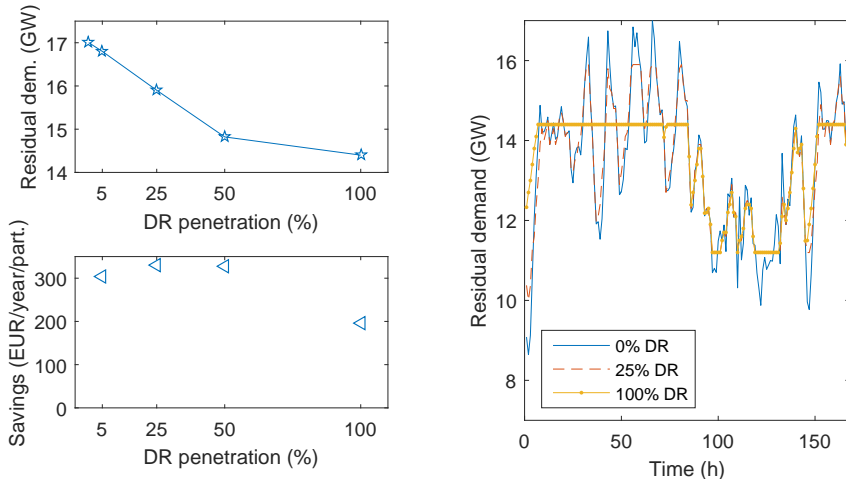 17
16
15
14
Residual dem. (GW)
5
25
50
100
DR penetration (%)
300
200
100
0
Savings (EUR/year/part.)
5
25
50
100
DR penetration (%)
16
14
12
10
8
Residual demand (GW)
0% DR
25% DR
100% DR
0
50
100
150
Time (h)